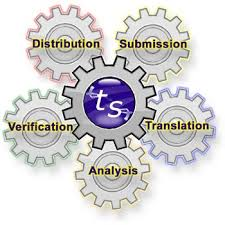 Distribution
Submission
ts
Verification
Translation
Analysis